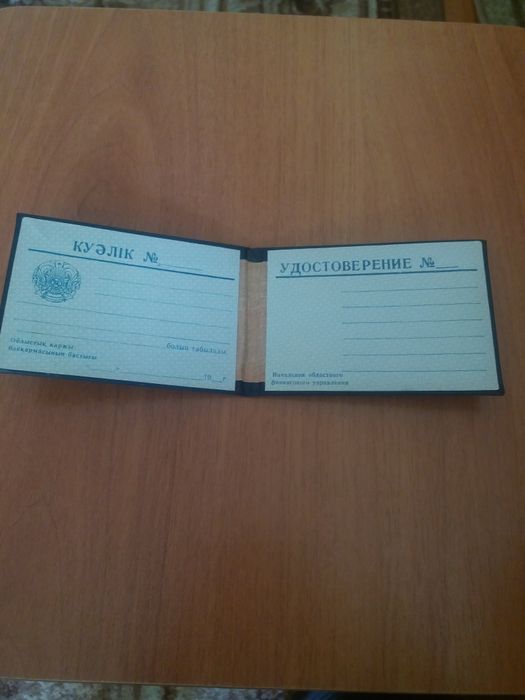 КУӘЛІК №
болып табылады
Облыстық қаржы
басқармасының бастығы
19 г
УДОСТОВЕРЕНИЕ №
Начальник областного
финансового управления